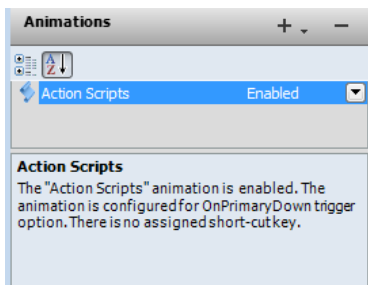 Animations
Action Scripts Enabled
Action Scripts
The "Action Scripts" animation is enabled. The
animation is configured for OnPrimaryDown trigger
option. There is no assigned short-cut key.